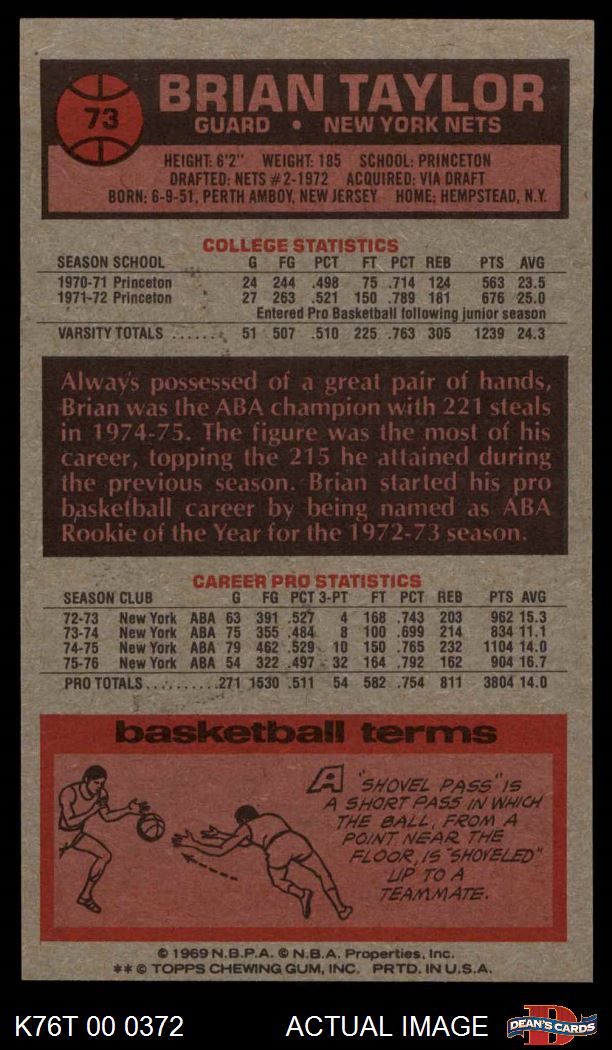 73
BRIAN TAYLOR
GUARD • NEW YORK NETS
HEIGHT: 6'2" WEIGHT: 185 SCHOOL: PRINCETON
DRAFTED: NETS #2-1972 ACQUIRED: VIA DRAFT
BORN: 6-9-51, PERTH AMBOY, NEW JERSEY HOME: HEMPSTEAD, N.Y.
COLLEGE STATISTICS
SEASON SCHOOL G FG PCT FT PCT REB PTS AVG
1970-71 Princeton 24 244 .498 75 .714 124 563 23.5
1971-72 Princeton 27 263 .521 150 .789 181 676 25.0
Entered Pro Basketball following junior season
VARSITY TOTALS ....... 51 507 .510 225 .763 305 1239 24.3
Always possessed of a great pair of hands,
Brian was the ABA champion with 221 steals
in 1974-75. The figure was the most of his
career, topping the 215 he attained during
the previous season. Brian started his pro
basketball career by being named as ABA
Rookie of the Year for the 1972-73 season.
CAREER PRO STATISTICS
SEASON CLUB G FG PCT 3-PT FT PCT REB PTS AVG
72-73 New York ABA 63 391 .527 4 168 .743 203 962 15.3
73-74 New York ABA 75 355 .484 8 100 .699 214 834 11.1
74-75 New York ABA 79 462 .529 10 150 .765 232 1104 14.0
75-76 New York ABA 54 322 .497 32 164 .792 162 904 16.7
PRO TOTALS.......... 271 1530 .511 54 582 .754 811 3804 14.0
basketball terms
A "SHOVEL PASS" IS
A SHORT PASS IN WHICH
THE BALL, FROM A
POINT NEAR THE
FLOOR, IS "SHOVELED"
UP TO A
TEAMMATE.
© 1969 N.B.P.A. © N.B.A. Properties, Inc.
**© TOPPS CHEWING GUM, INC. PRTD. IN U.S.A.
K76T 00 0372 ACTUAL IMAGE
D
DEAN'S CARDS